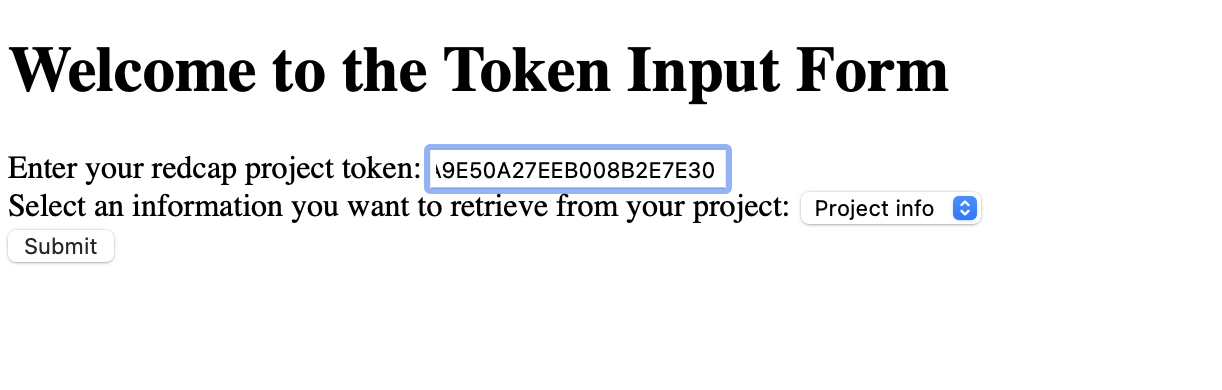 Welcome to the Token Input Form
Enter your redcap project token: A9E50A27EEB008B2E7E30
Select an information you want to retrieve from your project: Project info
Submit